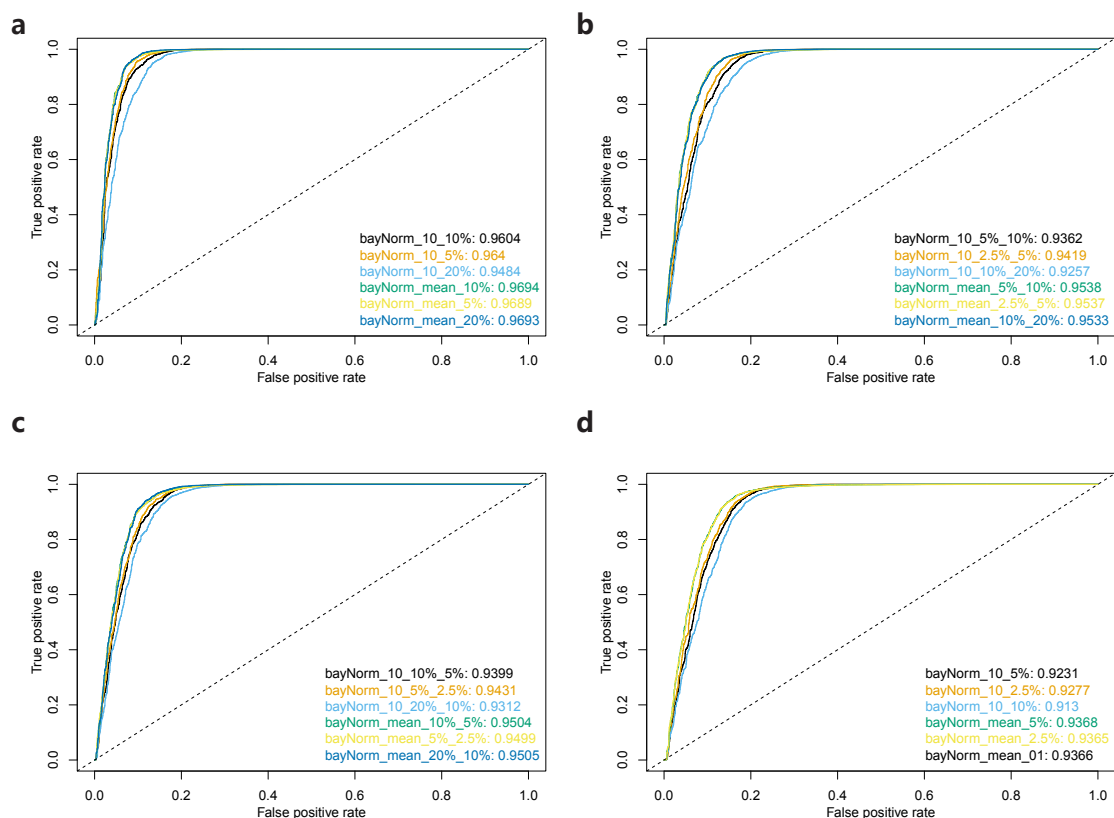 a
b
1.0
0.8
0.6
0.4
0.2
0.0
True positive rate
bayNorm_10_10%: 0.9604
bayNorm_10_5%: 0.964
bayNorm_10_20%: 0.9484
bayNorm_mean_10%: 0.9694
bayNorm_mean_5%: 0.9689
bayNorm_mean_20%: 0.9693
0.0 0.2 0.4 0.6 0.8 1.0
False positive rate
1.0
0.8
0.6
0.4
0.2
0.0
True positive rate
bayNorm_10_5%_10%: 0.9362
bayNorm_10_2.5%_5%: 0.9419
bayNorm_10_10%_20%: 0.9257
bayNorm_mean_5%_10%: 0.9538
bayNorm_mean_2.5%_5%: 0.9537
bayNorm_mean_10%_20%: 0.9533
0.0 0.2 0.4 0.6 0.8 1.0
False positive rate
c
d
1.0
0.8
0.6
0.4
0.2
0.0
True positive rate
bayNorm_10_10%_5%: 0.9399
bayNorm_10_5%_2.5%: 0.9431
bayNorm_10_20%_10%: 0.9312
bayNorm_mean_10%_5%: 0.9504
bayNorm_mean_5%_2.5%: 0.9499
bayNorm_mean_20%_10%: 0.9505
0.0 0.2 0.4 0.6 0.8 1.0
False positive rate
1.0
0.8
0.6
0.4
0.2
0.0
True positive rate
bayNorm_10_5%: 0.9231
bayNorm_10_2.5%: 0.9277
bayNorm_10_10%: 0.913
bayNorm_mean_5%: 0.9368
bayNorm_mean_2.5%: 0.9365
bayNorm_mean_01: 0.9366
0.0 0.2 0.4 0.6 0.8 1.0
False positive rate